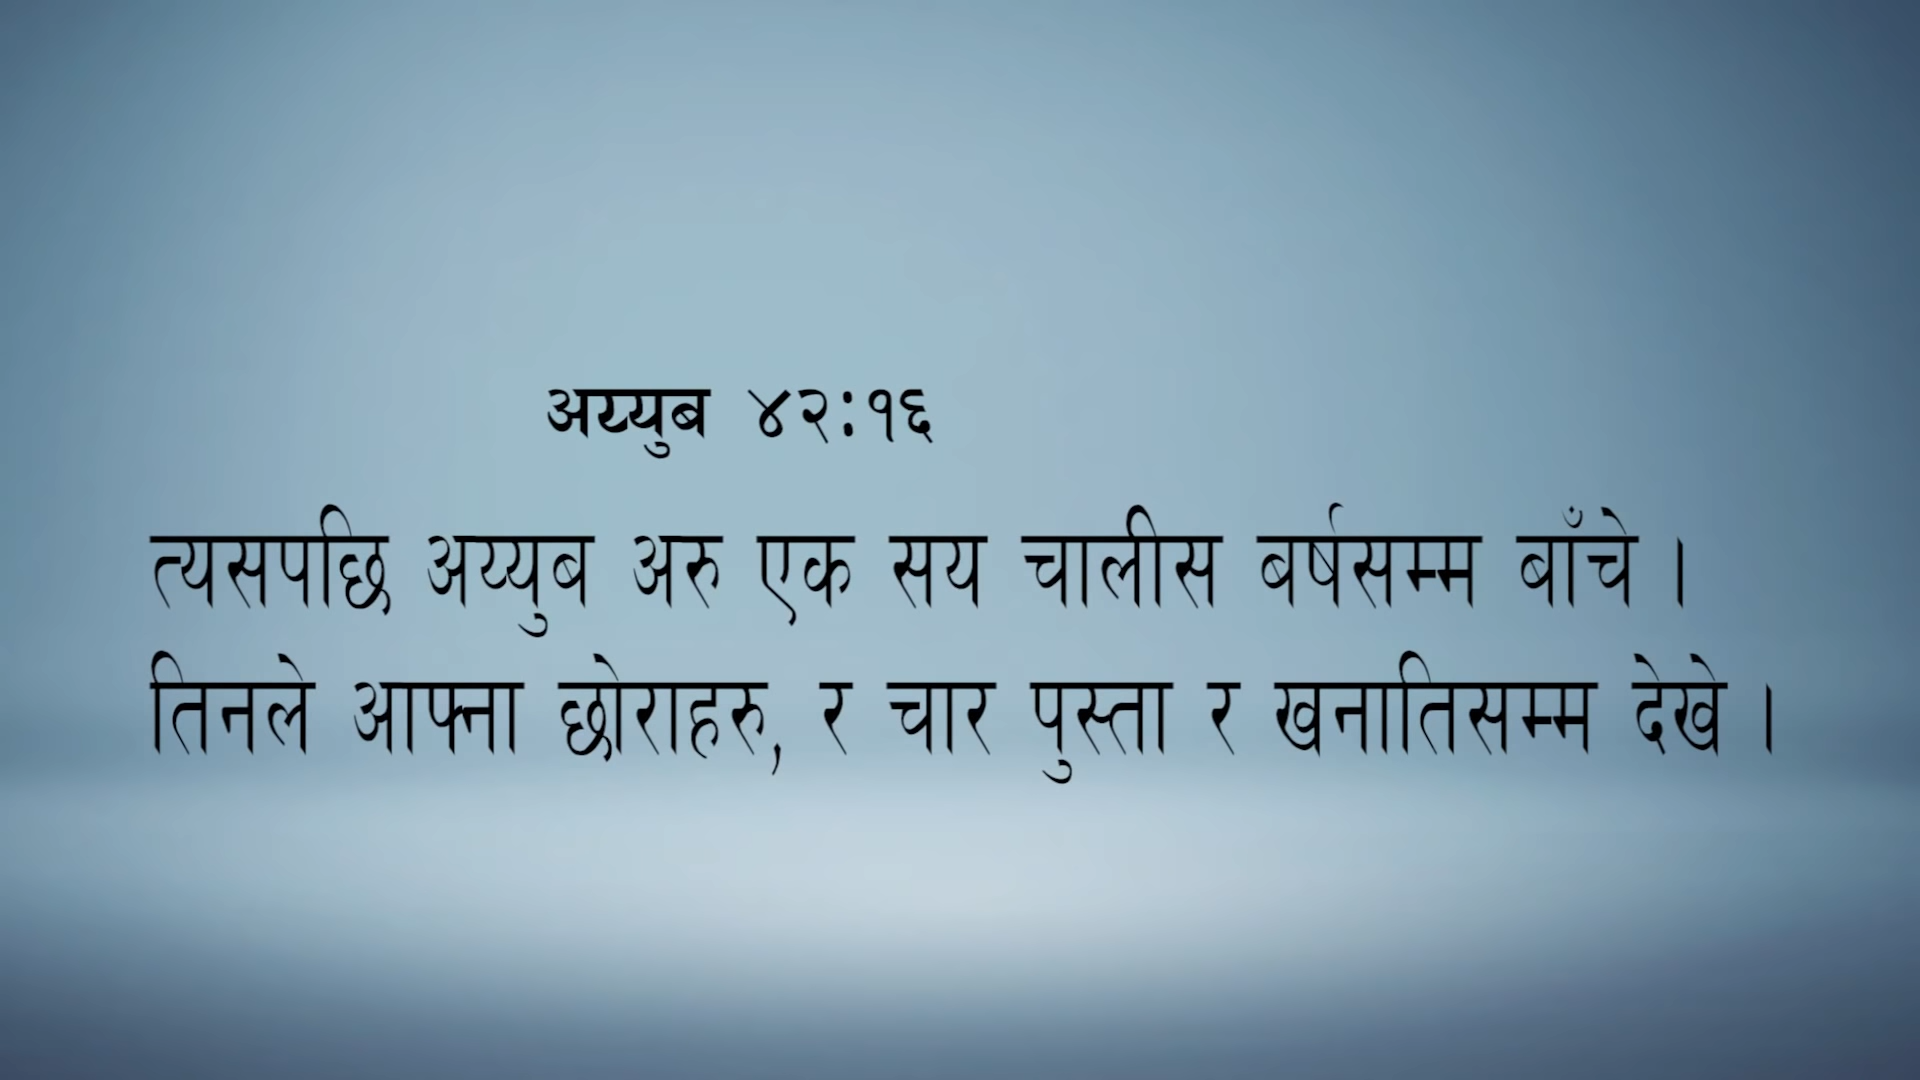 अय्युब ४२:१६
त्यसपछि अय्युब अरु एक सय चालीस बर्षसम्म बाँचे ।
तिनले आफ्ना छोराहरु, र चार पुस्ता र खनातिसम्म देखे ।